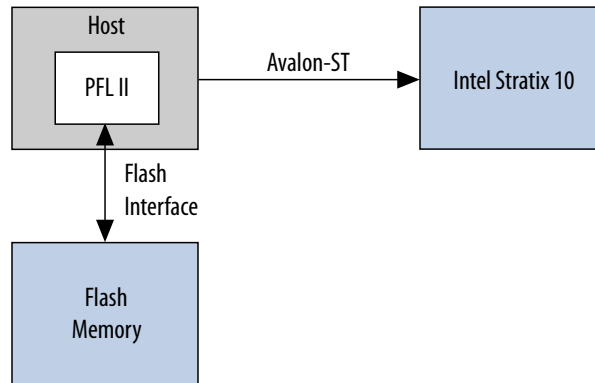 Host
PFL II
Avalon-ST
Intel Stratix 10
Flash
Interface
Flash
Memory